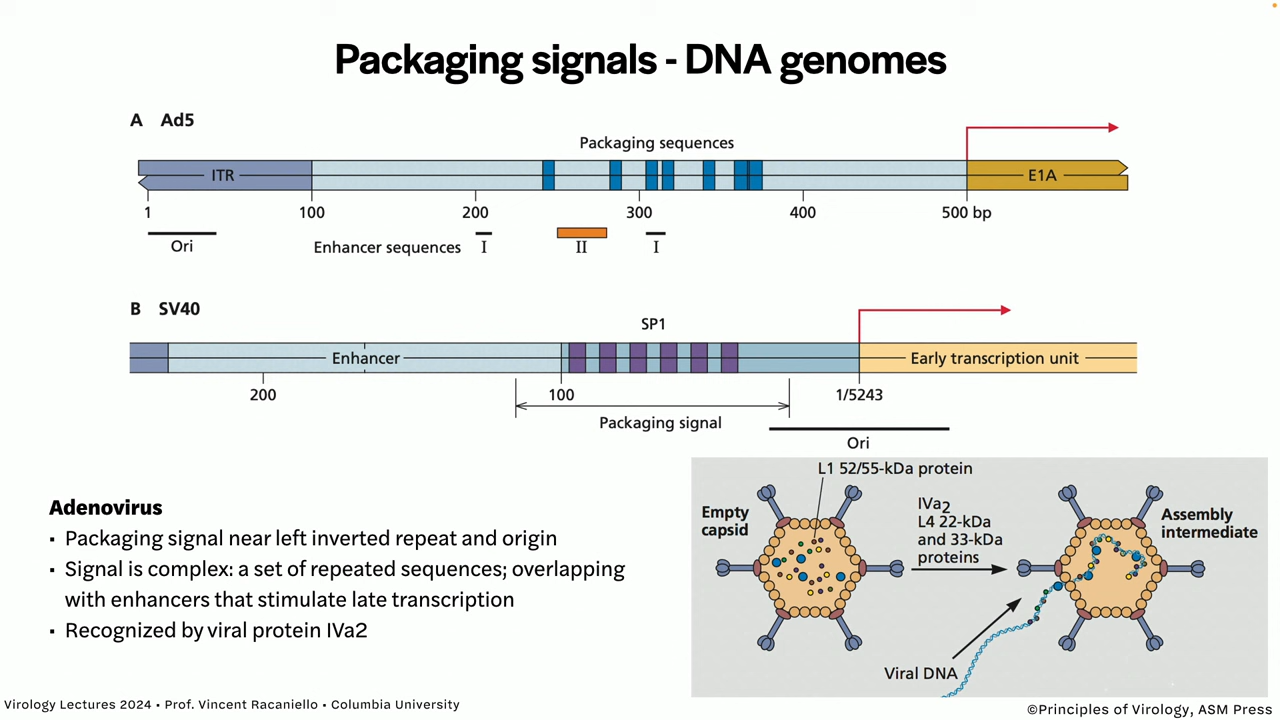 Packaging signals - DNA genomes
A Ad5
Packaging sequences
ITR
E1A
1 100 200 300 400 500 bp
Ori
Enhancer sequences I II I
B SV40
SP1
Enhancer
Early transcription unit
200 100 1/5243
Packaging signal
Ori
Adenovirus
▪ Packaging signal near left inverted repeat and origin
▪ Signal is complex: a set of repeated sequences; overlapping
with enhancers that stimulate late transcription
▪ Recognized by viral protein IVa2
L1 52/55-kDa protein
Empty
capsid
IVa2
L4 22-kDa
and 33-kDa
proteins
Assembly
intermediate
Viral DNA
Virology Lectures 2024 • Prof. Vincent Racaniello • Columbia University
©Principles of Virology, ASM Press